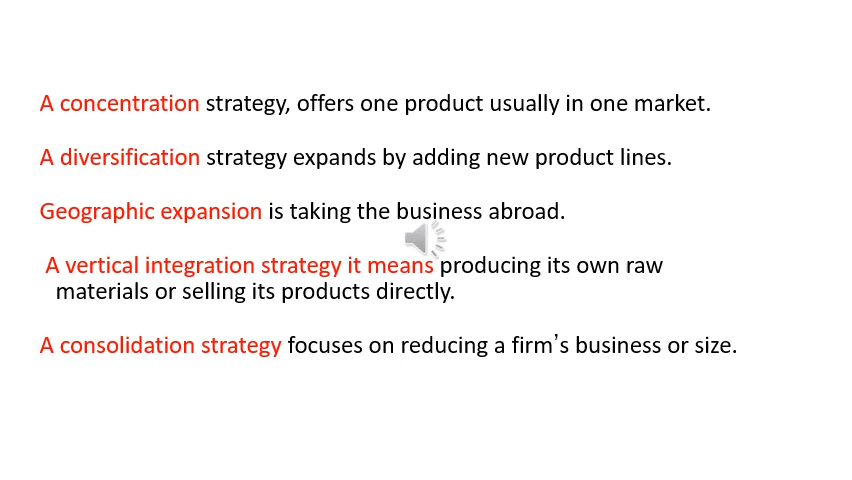 A concentration strategy, offers one product usually in one market.
A diversification strategy expands by adding new product lines.
Geographic expansion is taking the business abroad.
A vertical integration strategy it means producing its own raw
materials or selling its products directly.
A consolidation strategy focuses on reducing a firm’s business or size.